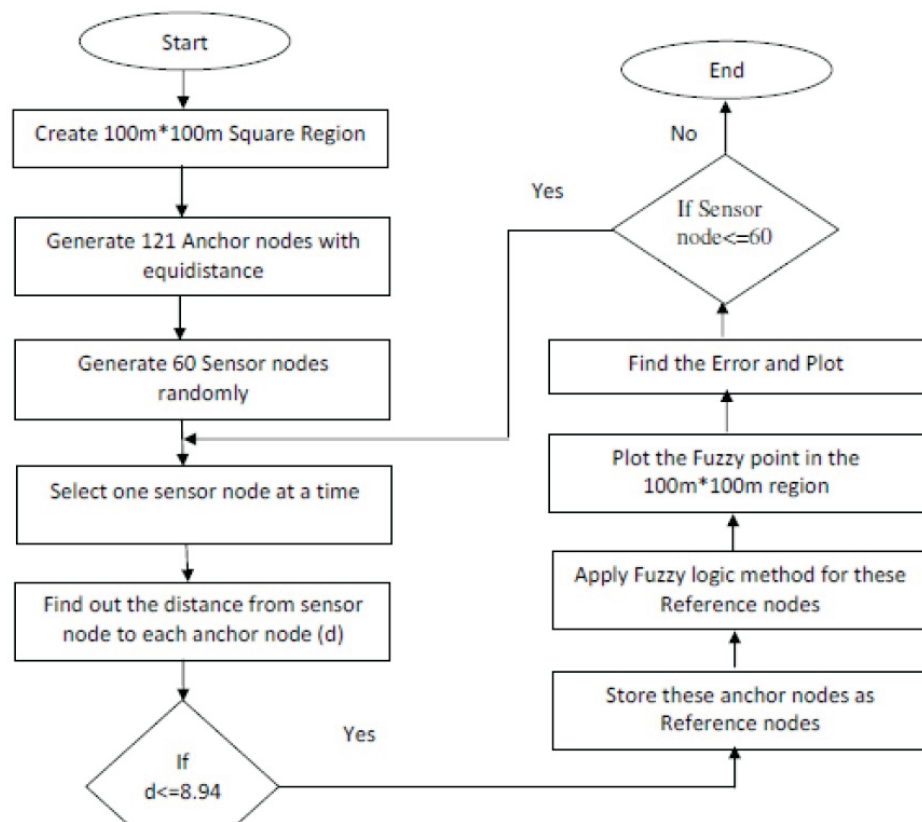 Start
Create 100m*100m Square Region
Generate 121 Anchor nodes with
equidistance
Generate 60 Sensor nodes
randomly
Select one sensor node at a time
Find out the distance from sensor
node to each anchor node (d)
If
d<=8.94
Yes
Store these anchor nodes as
Reference nodes
Apply Fuzzy logic method for these
Reference nodes
Plot the Fuzzy point in the
100m*100m region
Find the Error and Plot
If Sensor
node<=60
Yes
No
End